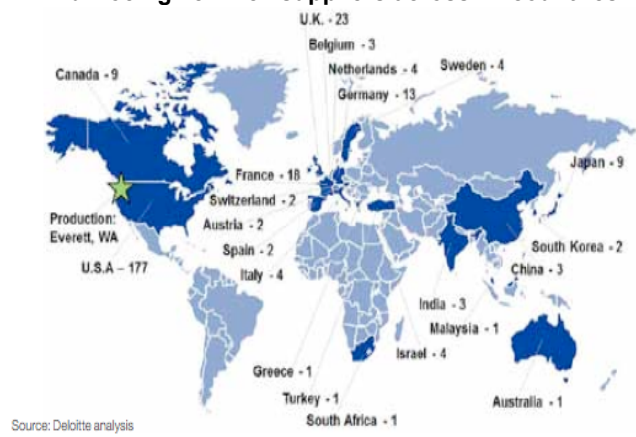 U.K. - 23
Belgium - 3
Netherlands - 4
Sweden - 4
Germany - 13
Canada - 9
Japan - 9
France - 18
Switzerland - 2
Austria - 2
Spain - 2
Italy - 4
Production:
Everett, WA
U.S.A – 177
South Korea - 2
China - 3
India - 3
Malaysia - 1
Israel - 4
Greece - 1
Turkey - 1
South Africa - 1
Australia - 1
Source: Deloitte analysis